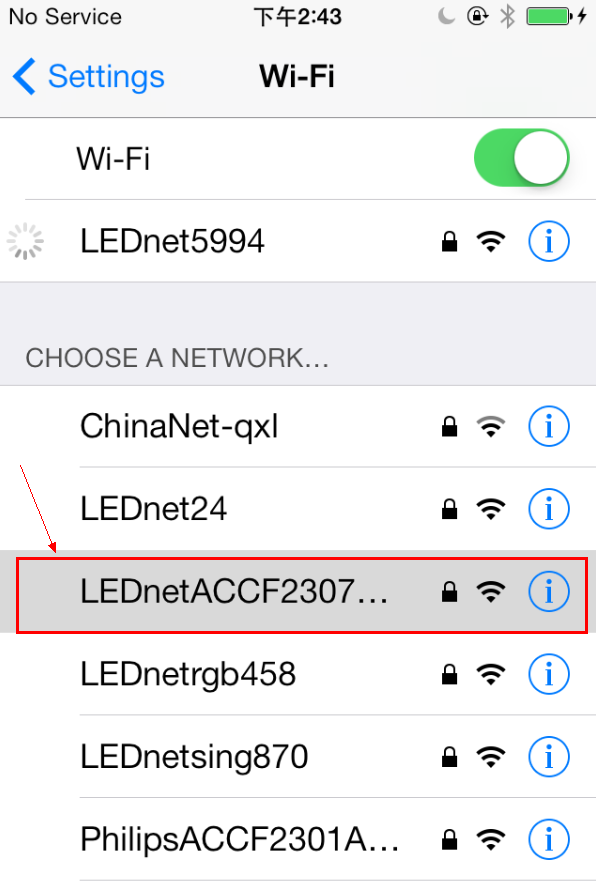 No Service 下午2:43
Settings Wi-Fi
Wi-Fi
LEDnet5994
CHOOSE A NETWORK...
ChinaNet-qxl
LEDnet24
LEDnetACCF2307...
LEDnetrgb458
LEDnetsing870
PhilipsACCF2301A...